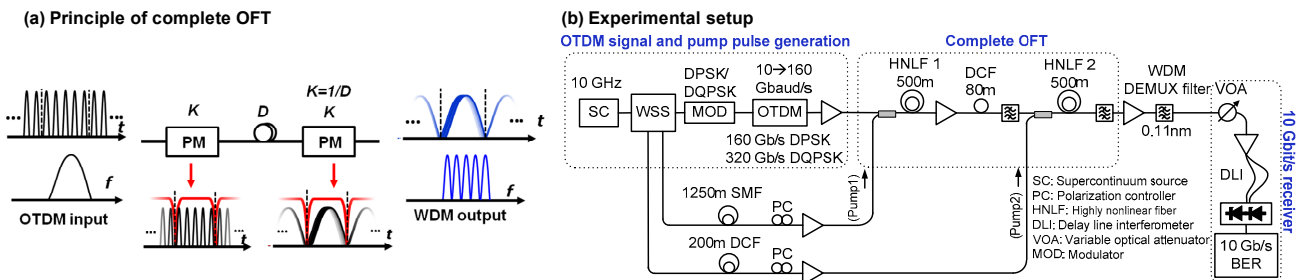 (a) Principle of complete OFT
... ... t
f
OTDM input
K
PM
D
K=1/D
K
PM
t
t
... ... t
f
WDM output
(b) Experimental setup
OTDM signal and pump pulse generation
Complete OFT
10 GHz
SC
WSS
DPSK/
DQPSK
MOD
10→160
Gbaud/s
OTDM
160 Gb/s DPSK
320 Gb/s DQPSK
HNLF 1
500m
DCF
80m
HNLF 2
500m
WDM
DEMUX filter
0.11nm
VOA
DLI
10 Gb/s
BER
10 Gbit/s receiver
1250m SMF
PC
(Pump1)
200m DCF
PC
(Pump2)
SC: Supercontinuum source
PC: Polarization controller
HNLF: Highly nonlinear fiber
DLI: Delay line interferometer
VOA: Variable optical attenuator
MOD: Modulator